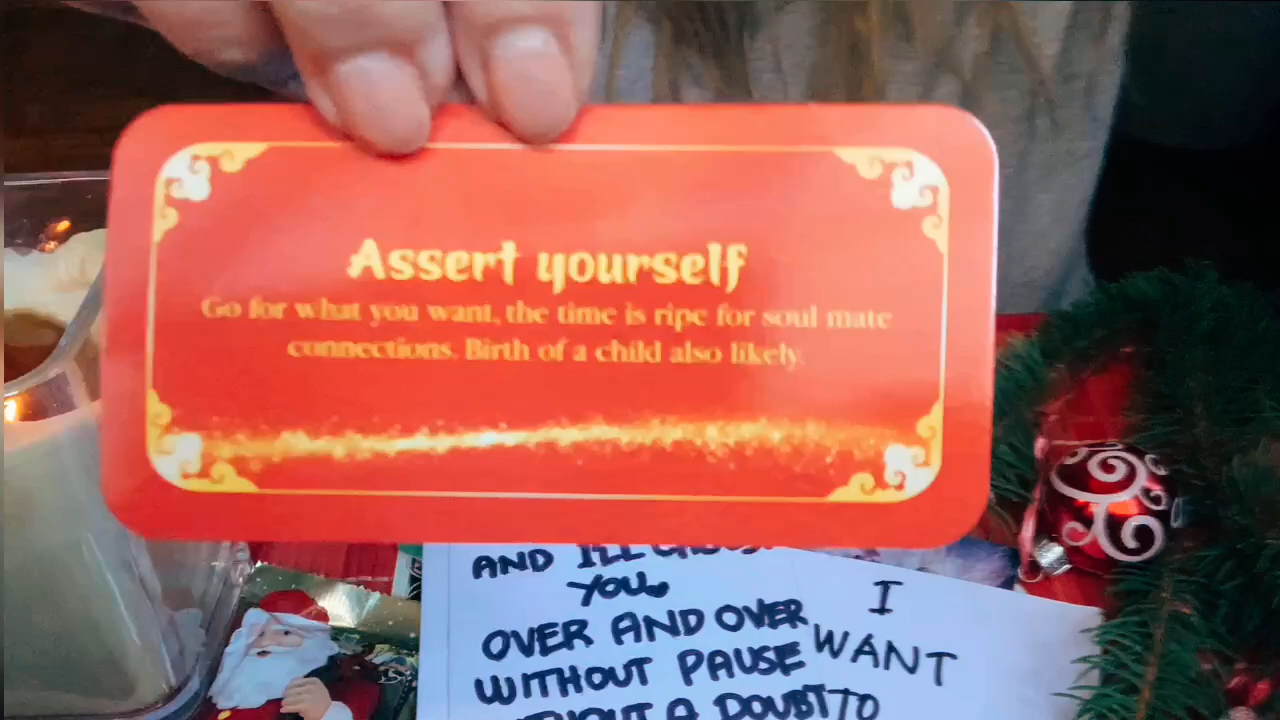 Assert yourself
Go for what you want, the time is ripe for soul mate
connections. Birth of a child also likely.
AND I'LL
YOU
OVER AND OVER
WITHOUT PAUSE
A DOUBT
I
WANT
TO